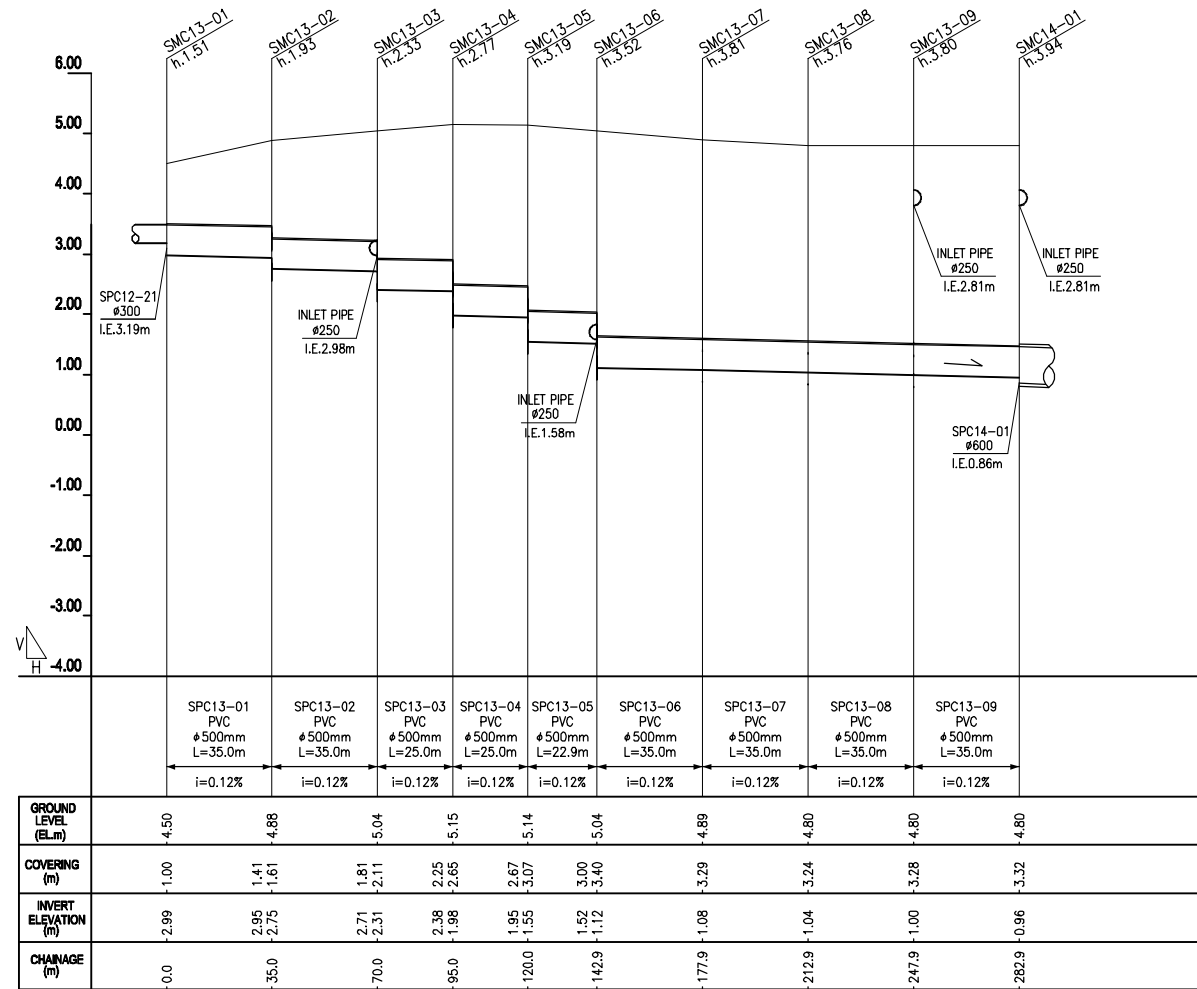 SMC13-01
h.1.51
SMC13-02
h.1.93
SMC13-03
h.2.33
SMC13-04
h.2.77
SMC13-05
h.3.19
SMC13-06
h.3.52
SMC13-07
h.3.81
SMC13-08
h.3.76
SMC13-09
h.3.80
SMC14-01
h.3.94
6.00
5.00
4.00
3.00
2.00
1.00
0.00
-1.00
-2.00
-3.00
-4.00
V
H
SPC12-21
ø300
I.E.3.19m
INLET PIPE
ø250
I.E.2.98m
INLET PIPE
ø250
I.E.1.58m
INLET PIPE
ø250
I.E.2.81m
INLET PIPE
ø250
I.E.2.81m
SPC14-01
ø600
I.E.0.86m
SPC13-01
PVC
ø500mm
L=35.0m
i=0.12%
SPC13-02
PVC
ø500mm
L=35.0m
i=0.12%
SPC13-03
PVC
ø500mm
L=25.0m
i=0.12%
SPC13-04
PVC
ø500mm
L=25.0m
i=0.12%
SPC13-05
PVC
ø500mm
L=22.9m
i=0.12%
SPC13-06
PVC
ø500mm
L=35.0m
i=0.12%
SPC13-07
PVC
ø500mm
L=35.0m
i=0.12%
SPC13-08
PVC
ø500mm
L=35.0m
i=0.12%
SPC13-09
PVC
ø500mm
L=35.0m
i=0.12%
GROUND
LEVEL
(EL.m)
4.50
4.88
5.04
5.15
5.14
5.04
4.89
4.80
4.80
4.80
COVERING
(m)
1.00
1.41
1.61
1.81
2.11
2.25
2.65
2.67
3.07
3.00
3.40
3.29
3.24
3.28
3.32
INVERT
ELEVATION
(m)
2.99
2.95
2.75
2.71
2.31
2.38
1.98
1.95
1.55
1.52
1.12
1.08
1.04
1.00
0.96
CHAINAGE
(m)
0.0
35.0
70.0
95.0
120.0
142.9
177.9
212.9
247.9
282.9